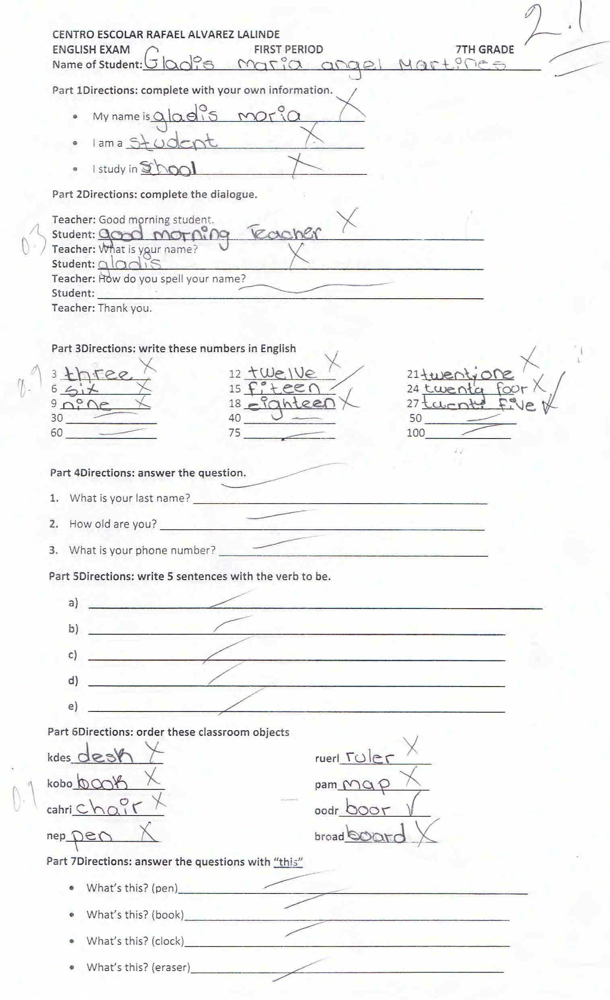 2.1
CENTRO ESCOLAR RAFAEL ALVAREZ LALINDE
ENGLISH EXAM FIRST PERIOD 7TH GRADE
Name of Student: Gladis maria angel Martines
Part 1Directions: complete with your own information.
• My name is gladis moria
• I am a student
• I study in School
Part 2Directions: complete the dialogue.
Teacher: Good morning student.
Student: good morning Teacher
0.3
Teacher: What is your name?
Student: gladis
Teacher: How do you spell your name?
Student:
Teacher: Thank you.
Part 3Directions: write these numbers in English
3 three 12 twelve 21 twentyone
6 six 15 fiteen 24 twenty foor
9 nine 18 eighteen 27 twenti five
30 40 50
60 75 100
Part 4Directions: answer the question.
1. What is your last name?
2. How old are you?
3. What is your phone number?
Part 5Directions: write 5 sentences with the verb to be.
a)
b)
c)
d)
e)
Part 6Directions: order these classroom objects
kdes desk ruerl ruler
kobo book pam map
0.9
cahri chair oodr boor
nep pen broad board
Part 7Directions: answer the questions with “this”
• What’s this? (pen)
• What’s this? (book)
• What’s this? (clock)
• What’s this? (eraser)